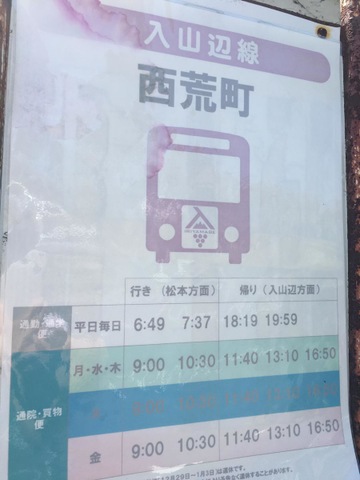 入山辺線
西荒町
入
IRIYAMABE
行き（松本方面） 帰り（入山辺方面）
通勤・通学便 平日毎日 6:49 7:37 18:19 19:59
月・水・木 9:00 10:30 11:40 13:10 16:50
通院・買物便
金 9:00 10:30 11:40 13:10 16:50